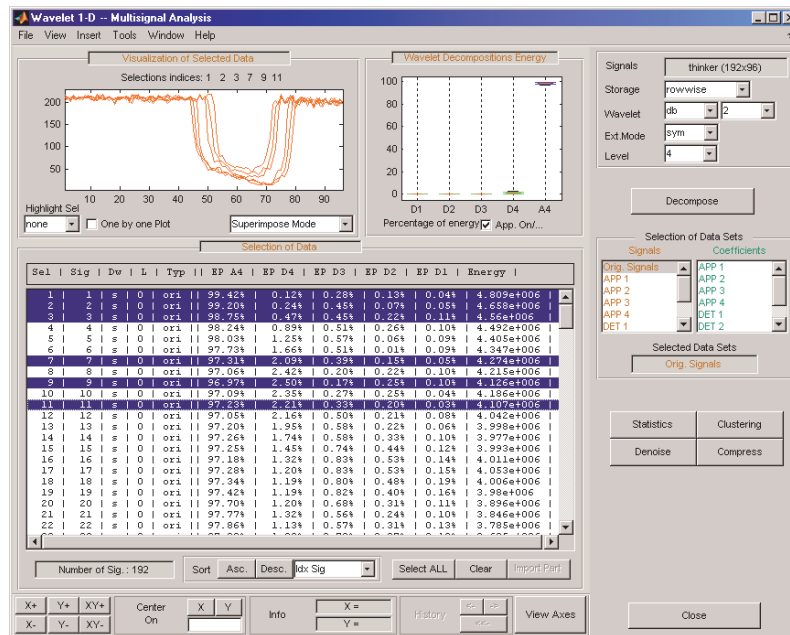 Wavelet 1-D -- Multisignal Analysis
File View Insert Tools Window Help
Visualization of Selected Data
Selections indices: 1 2 3 7 9 11
200
150
100
50
10 20 30 40 50 60 70 80 90
Highlight Sel
none
One by one Plot
Superimpose Mode
Wavelet Decompositions Energy
100
80
60
40
20
0
D1 D2 D3 D4 A4
Percentage of energy
App. On/...
Selection of Data
Sel | Sig | Dw | L | Typ || EP A4 | EP D4 | EP D3 | EP D2 | EP D1 | Energy |
1 | 1 | s | 0 | ori || 99.42% | 0.12% | 0.28% | 0.13% | 0.04% | 4.809e+006 |
2 | 2 | s | 0 | ori || 99.20% | 0.24% | 0.45% | 0.07% | 0.05% | 4.658e+006 |
3 | 3 | s | 0 | ori || 98.75% | 0.47% | 0.45% | 0.22% | 0.11% | 4.56e+006 |
4 | 4 | s | 0 | ori || 98.24% | 0.89% | 0.51% | 0.26% | 0.10% | 4.492e+006 |
5 | 5 | s | 0 | ori || 98.03% | 1.25% | 0.57% | 0.06% | 0.09% | 4.405e+006 |
6 | 6 | s | 0 | ori || 97.73% | 1.66% | 0.51% | 0.01% | 0.09% | 4.347e+006 |
7 | 7 | s | 0 | ori || 97.31% | 2.09% | 0.39% | 0.15% | 0.05% | 4.274e+006 |
8 | 8 | s | 0 | ori || 97.06% | 2.42% | 0.20% | 0.22% | 0.10% | 4.215e+006 |
9 | 9 | s | 0 | ori || 96.97% | 2.50% | 0.17% | 0.25% | 0.10% | 4.126e+006 |
10 | 10 | s | 0 | ori || 97.09% | 2.35% | 0.27% | 0.25% | 0.04% | 4.186e+006 |
11 | 11 | s | 0 | ori || 97.23% | 2.21% | 0.33% | 0.20% | 0.03% | 4.107e+006 |
12 | 12 | s | 0 | ori || 97.05% | 2.16% | 0.50% | 0.21% | 0.08% | 4.042e+006 |
13 | 13 | s | 0 | ori || 97.20% | 1.95% | 0.58% | 0.22% | 0.06% | 3.998e+006 |
14 | 14 | s | 0 | ori || 97.26% | 1.74% | 0.58% | 0.33% | 0.10% | 3.977e+006 |
15 | 15 | s | 0 | ori || 97.25% | 1.45% | 0.74% | 0.44% | 0.12% | 3.993e+006 |
16 | 16 | s | 0 | ori || 97.18% | 1.32% | 0.83% | 0.53% | 0.14% | 4.011e+006 |
17 | 17 | s | 0 | ori || 97.28% | 1.20% | 0.83% | 0.53% | 0.15% | 4.053e+006 |
18 | 18 | s | 0 | ori || 97.34% | 1.19% | 0.80% | 0.48% | 0.19% | 4.006e+006 |
19 | 19 | s | 0 | ori || 97.42% | 1.19% | 0.82% | 0.40% | 0.16% | 3.98e+006 |
20 | 20 | s | 0 | ori || 97.70% | 1.20% | 0.68% | 0.31% | 0.11% | 3.896e+006 |
21 | 21 | s | 0 | ori || 97.76% | 1.32% | 0.56% | 0.24% | 0.10% | 3.846e+006 |
22 | 22 | s | 0 | ori || 97.86% | 1.13% | 0.57% | 0.31% | 0.13% | 3.785e+006 |
Number of Sig. : 192
Sort Asc. Desc. Idx Sig
Select ALL Clear Import Part
X+ Y+ XY+
X- Y- XY-
Center On
X Y
Info
X =
Y =
History
<- ->
<<-
View Axes
Signals thinker (192x96)
Storage rowwise
Wavelet db 2
Ext.Mode sym
Level 4
Decompose
Selection of Data Sets
Signals Coefficients
Orig. Signals APP 1
APP 1 APP 2
APP 2 APP 3
APP 3 APP 4
APP 4 DET 1
DET 1 DET 2
Selected Data Sets
Orig. Signals
Statistics Clustering
Denoise Compress
Close